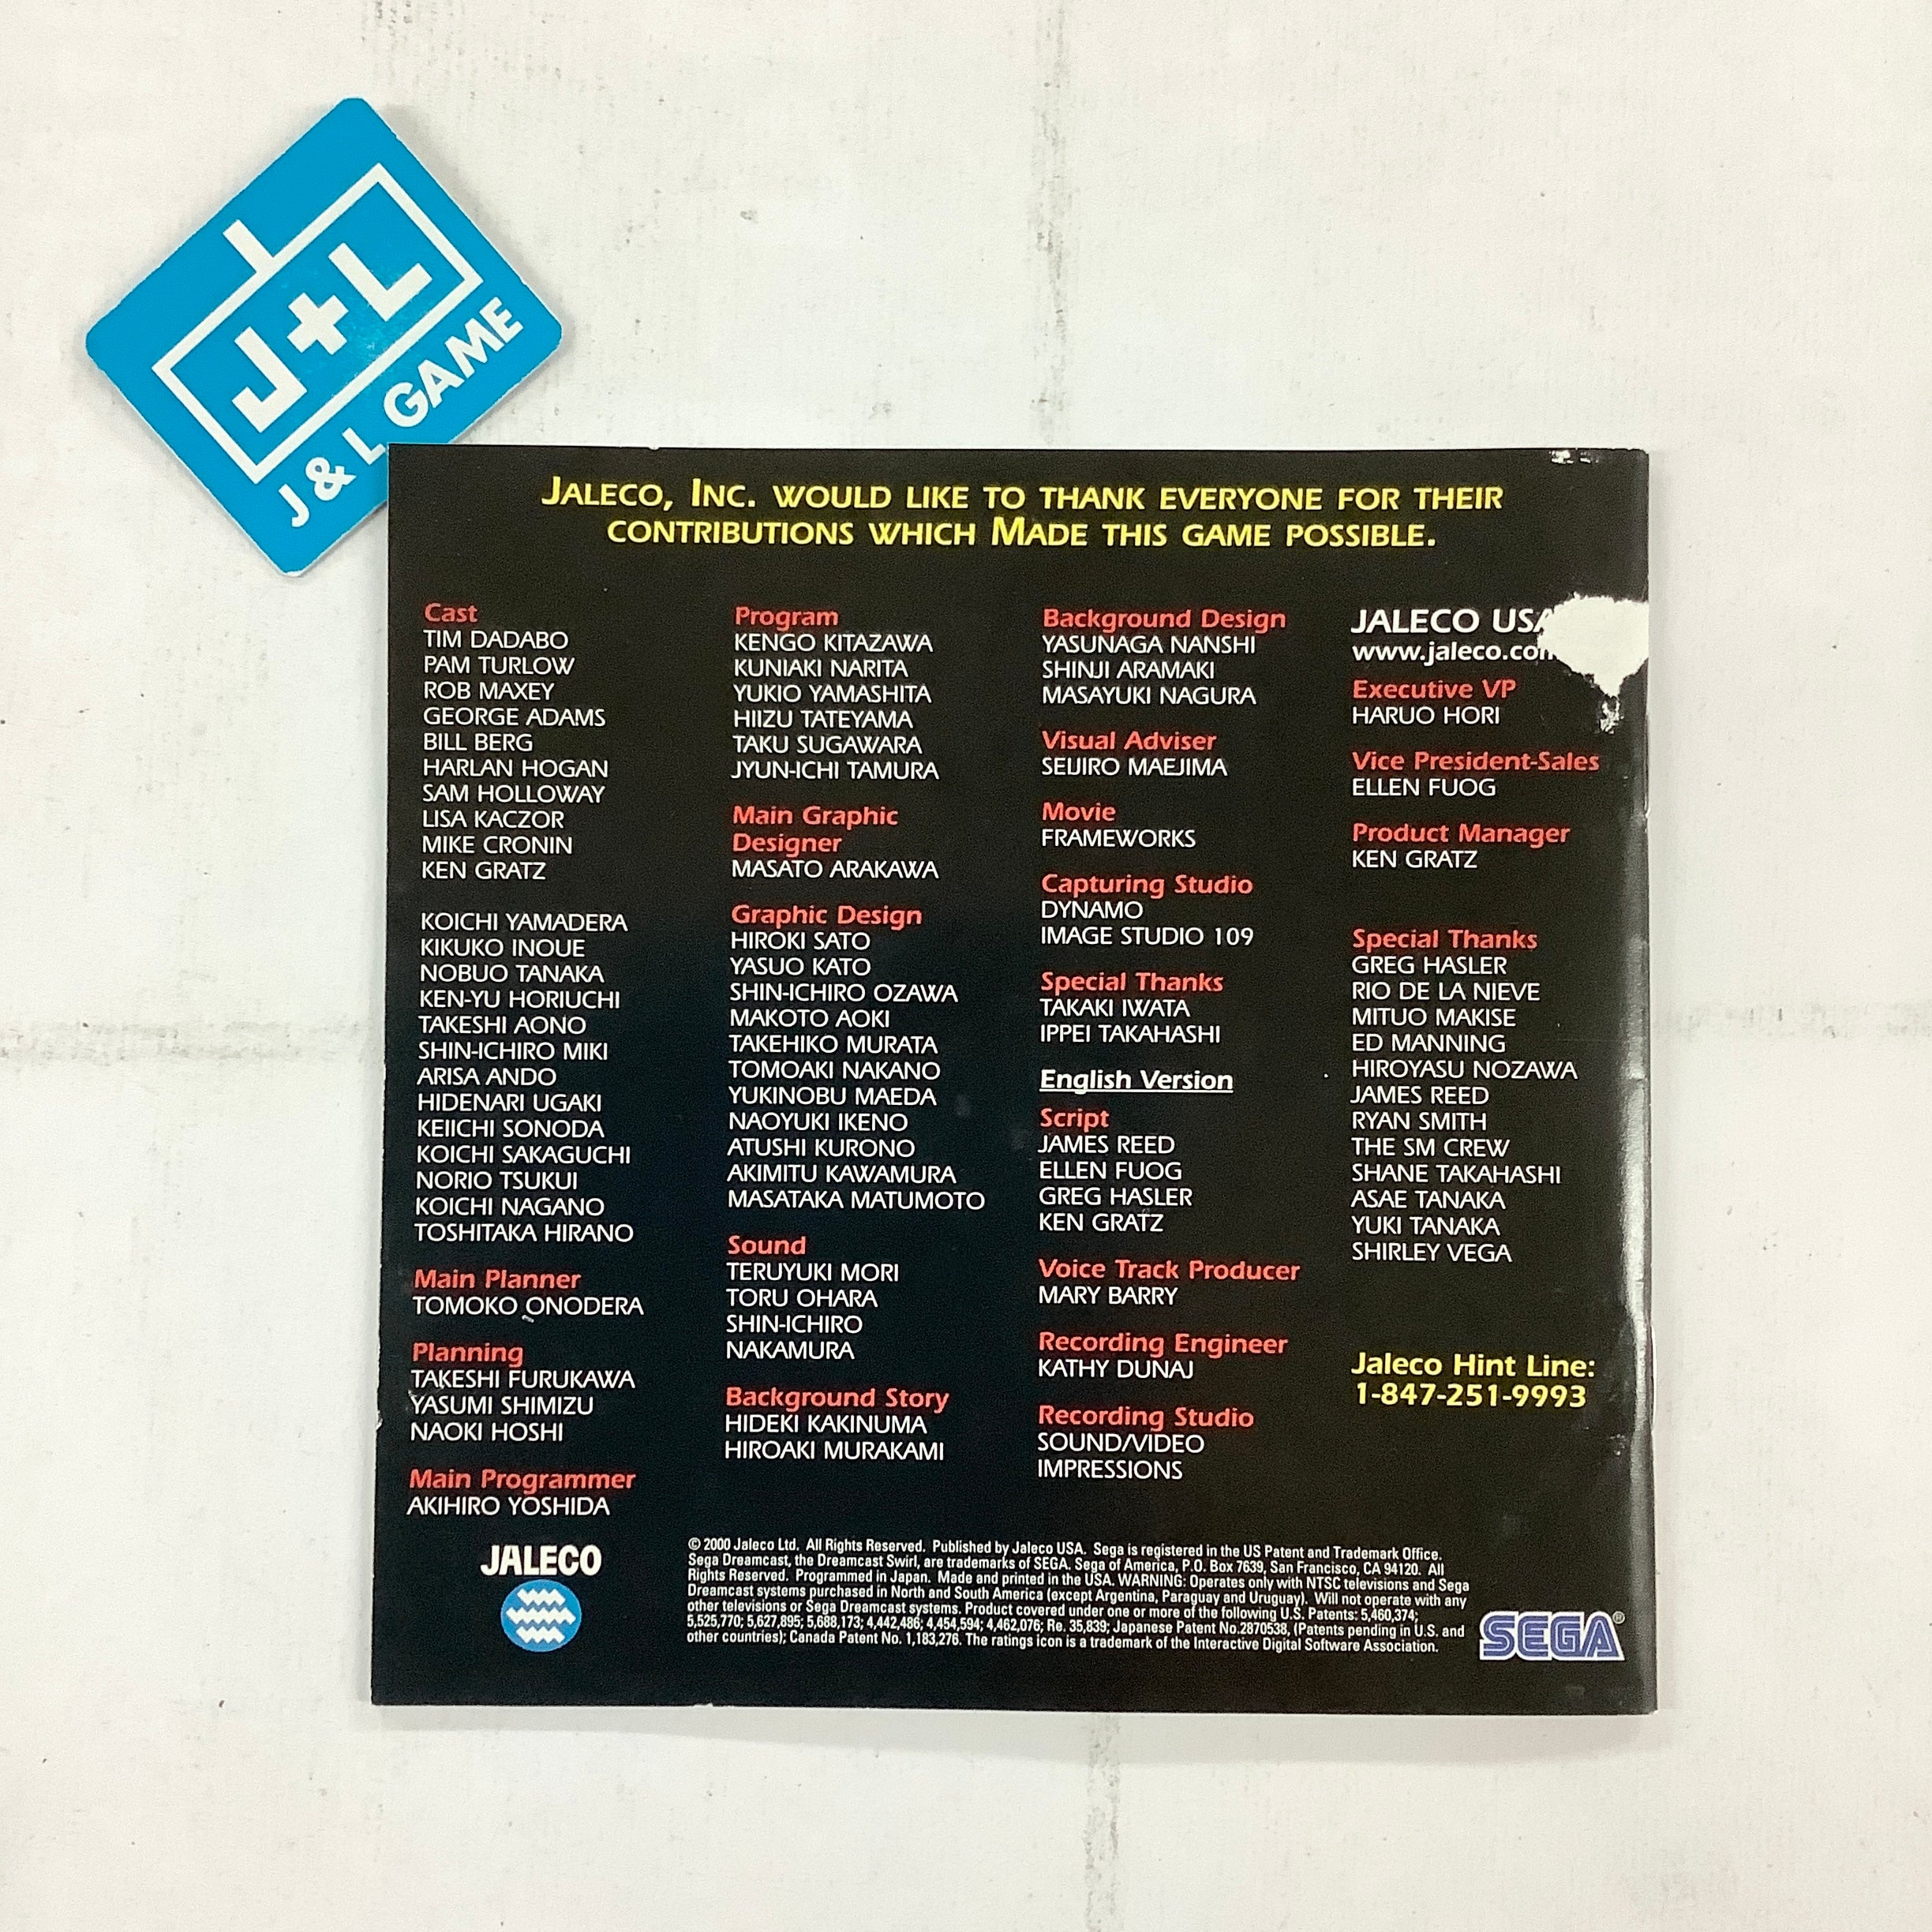 J+L
J & L GAME
JALECO, INC. WOULD LIKE TO THANK EVERYONE FOR THEIR
CONTRIBUTIONS WHICH MADE THIS GAME POSSIBLE.
Cast
TIM DADABO
PAM TURLOW
ROB MAXEY
GEORGE ADAMS
BILL BERG
HARLAN HOGAN
SAM HOLLOWAY
LISA KACZOR
MIKE CRONIN
KEN GRATZ
KOICHI YAMADERA
KIKUKO INOUE
NOBUO TANAKA
KEN-YU HORIUCHI
TAKESHI AONO
SHIN-ICHIRO MIKI
ARISA ANDO
HIDENARI UGAKI
KEIICHI SONODA
KOICHI SAKAGUCHI
NORIO TSUKUI
KOICHI NAGANO
TOSHITAKA HIRANO
Main Planner
TOMOKO ONODERA
Planning
TAKESHI FURUKAWA
YASUMI SHIMIZU
NAOKI HOSHI
Main Programmer
AKIHIRO YOSHIDA
Program
KENGO KITAZAWA
KUNIAKI NARITA
YUKIO YAMASHITA
HIIZU TATEYAMA
TAKU SUGAWARA
JYUN-ICHI TAMURA
Main Graphic
Designer
MASATO ARAKAWA
Graphic Design
HIROKI SATO
YASUO KATO
SHIN-ICHIRO OZAWA
MAKOTO AOKI
TAKEHIKO MURATA
TOMOAKI NAKANO
YUKINOBU MAEDA
NAOYUKI IKENO
ATUSHI KURONO
AKIMITU KAWAMURA
MASATAKA MATUMOTO
Sound
TERUYUKI MORI
TORU OHARA
SHIN-ICHIRO
NAKAMURA
Background Story
HIDEKI KAKINUMA
HIROAKI MURAKAMI
Background Design
YASUNAGA NANSHI
SHINJI ARAMAKI
MASAYUKI NAGURA
Visual Adviser
SEIJIRO MAEJIMA
Movie
FRAMEWORKS
Capturing Studio
DYNAMO
IMAGE STUDIO 109
Special Thanks
TAKAKI IWATA
IPPEI TAKAHASHI
English Version
Script
JAMES REED
ELLEN FUOG
GREG HASLER
KEN GRATZ
Voice Track Producer
MARY BARRY
Recording Engineer
KATHY DUNAJ
Recording Studio
SOUND/VIDEO
IMPRESSIONS
JALECO USA
www.jaleco.com
Executive VP
HARUO HORI
Vice President-Sales
ELLEN FUOG
Product Manager
KEN GRATZ
Special Thanks
GREG HASLER
RIO DE LA NIEVE
MITUO MAKISE
ED MANNING
HIROYASU NOZAWA
JAMES REED
RYAN SMITH
THE SM CREW
SHANE TAKAHASHI
ASAE TANAKA
YUKI TANAKA
SHIRLEY VEGA
Jaleco Hint Line:
1-847-251-9993
JALECO
© 2000 Jaleco Ltd. All Rights Reserved. Published by Jaleco USA. Sega is registered in the US Patent and Trademark Office.
Sega Dreamcast, the Dreamcast Swirl, are trademarks of SEGA. Sega of America, P.O. Box 7639, San Francisco, CA 94120. All
Rights Reserved. Programmed in Japan. Made and printed in the USA. WARNING: Operates only with NTSC televisions and Sega
Dreamcast systems purchased in North and South America (except Argentina, Paraguay and Uruguay). Will not operate with any
other televisions or Sega Dreamcast systems. Product covered under one or more of the following U.S. Patents: 5,460,374;
5,525,770; 5,627,895; 5,688,173; 4,442,486; 4,454,594; 4,462,076; Re. 35,839; Japanese Patent No.2870538, (Patents pending in U.S. and
other countries); Canada Patent No. 1,183,276. The ratings icon is a trademark of the Interactive Digital Software Association.
SEGA®